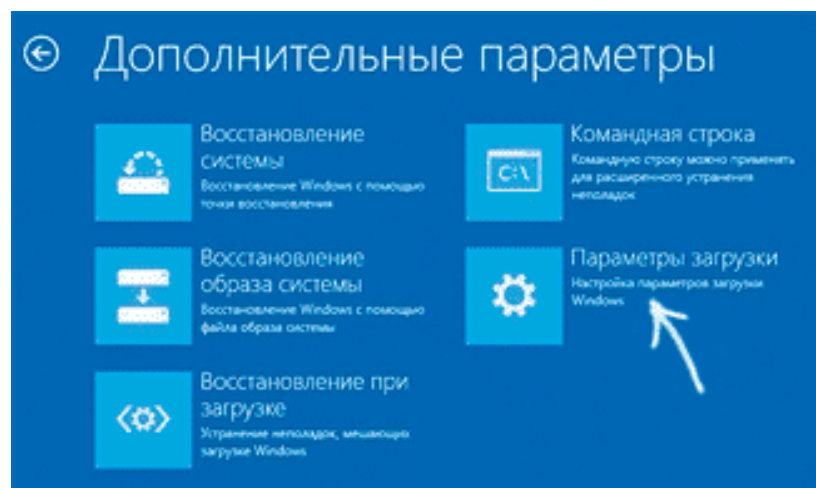 Дополнительные параметры
Восстановление
системы
Восстановление Windows с помощью
точки восстановления
Восстановление
образа системы
Восстановление Windows с помощью
файла образа системы
Восстановление при
загрузке
Устранение неполадок, мешающих
загрузке Windows
Командная строка
Командную строку можно применять
для расширенного устранения
неполадок
C:\
Параметры загрузки
Настройка параметров загрузки
Windows